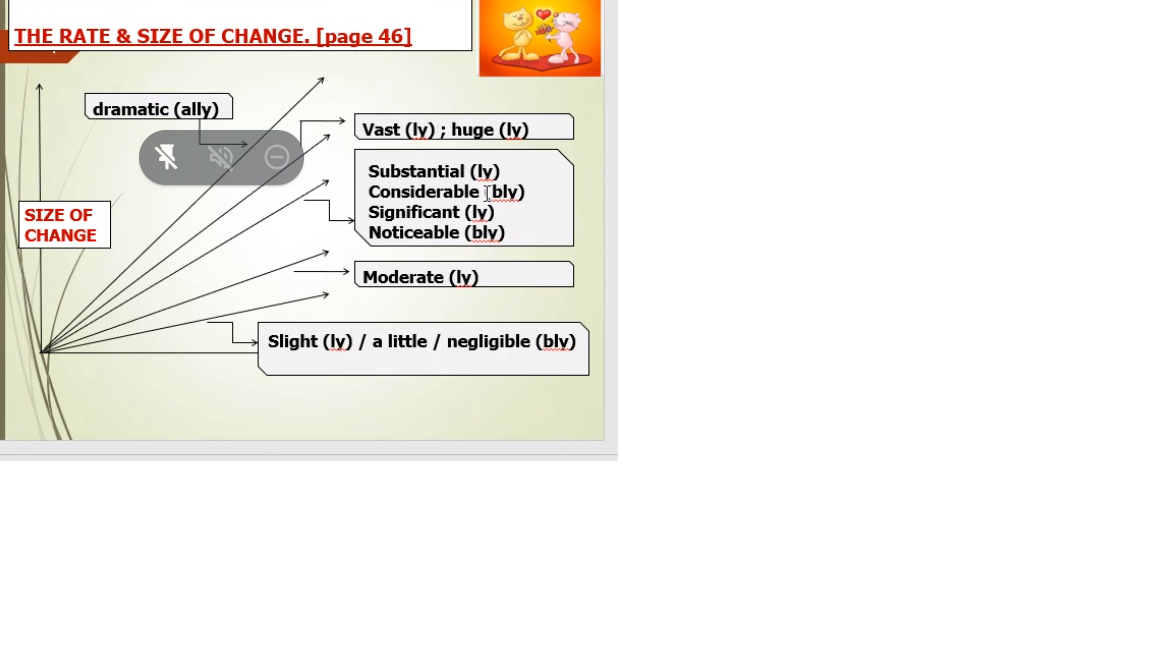 THE RATE & SIZE OF CHANGE. [page 46]
dramatic (ally)
Vast (ly) ; huge (ly)
Substantial (ly)
Considerable (bly)
Significant (ly)
Noticeable (bly)
SIZE OF
CHANGE
Moderate (ly)
Slight (ly) / a little / negligible (bly)